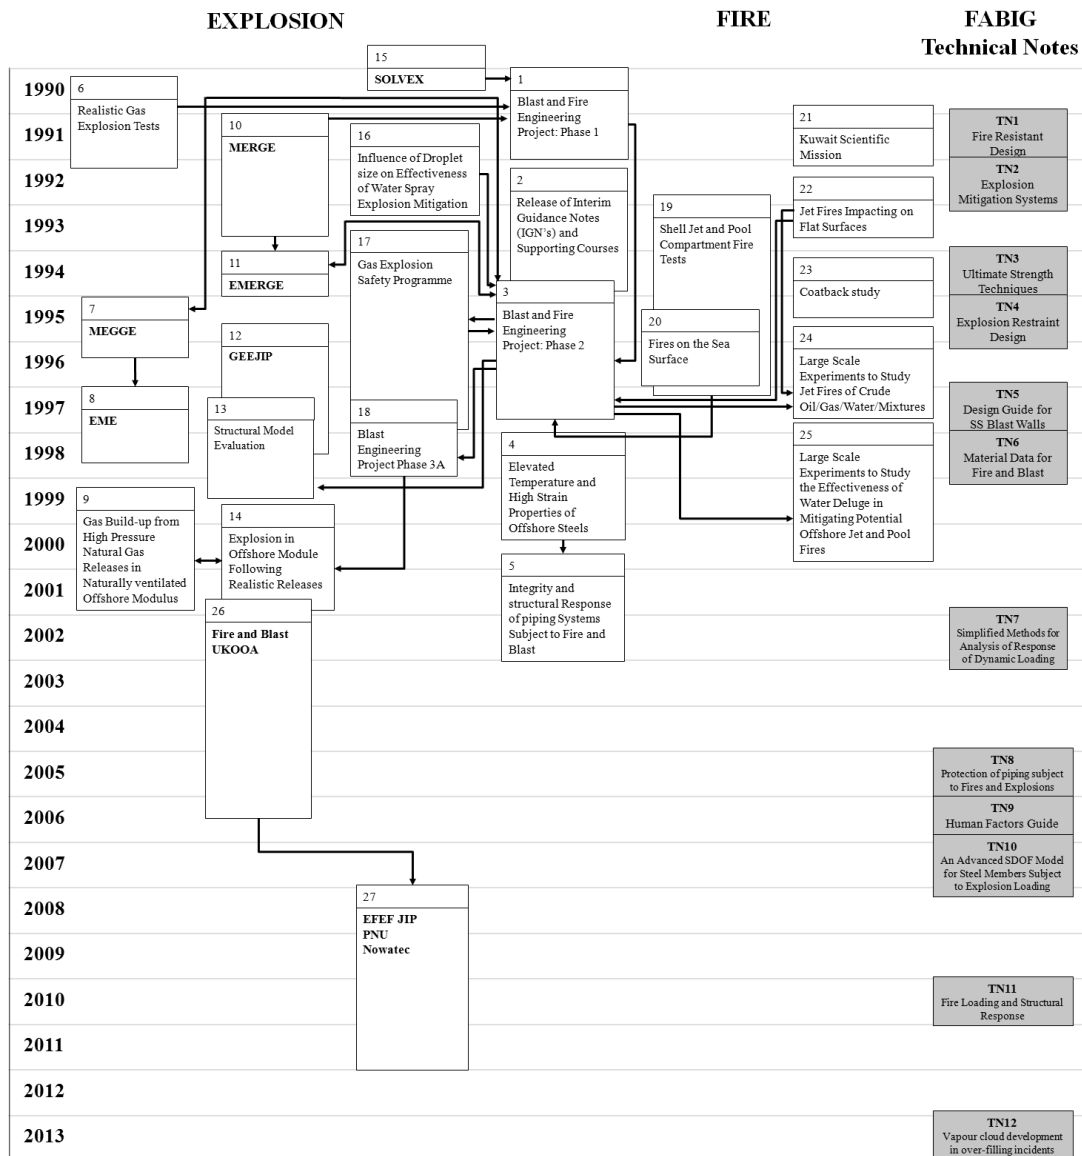 EXPLOSION
FIRE
FABIG
Technical Notes
1990
1991
1992
1993
1994
1995
1996
1997
1998
1999
2000
2001
2002
2003
2004
2005
2006
2007
2008
2009
2010
2011
2012
2013
15
SOLVEX
1
Blast and Fire
Engineering
Project: Phase 1
6
Realistic Gas
Explosion Tests
10
MERGE
16
Influence of Droplet
size on Effectiveness
of Water Spray
Explosion Mitigation
2
Release of Interim
Guidance Notes
(IGN's) and
Supporting Courses
17
Gas Explosion
Safety Programme
11
EMERGE
3
Blast and Fire
Engineering
Project: Phase 2
7
MEGGE
12
GEEJIP
8
EME
13
Structural Model
Evaluation
18
Blast
Engineering
Project Phase 3A
4
Elevated
Temperature and
High Strain
Properties of
Offshore Steels
9
Gas Build-up from
High Pressure
Natural Gas
Releases in
Naturally ventilated
Offshore Modulus
14
Explosion in
Offshore Module
Following
Realistic Releases
5
Integrity and
structural Response
of piping Systems
Subject to Fire and
Blast
26
Fire and Blast
UKOOA
27
EFEF JIP
PNU
Nowatec
19
Shell Jet and Pool
Compartment Fire
Tests
20
Fires on the Sea
Surface
21
Kuwait Scientific
Mission
22
Jet Fires Impacting on
Flat Surfaces
23
Coatback study
24
Large Scale
Experiments to Study
Jet Fires of Crude
Oil/Gas/Water/Mixtures
25
Large Scale
Experiments to Study
the Effectiveness of
Water Deluge in
Mitigating Potential
Offshore Jet and Pool
Fires
TN1
Fire Resistant
Design
TN2
Explosion
Mitigation Systems
TN3
Ultimate Strength
Techniques
TN4
Explosion Restraint
Design
TN5
Design Guide for
SS Blast Walls
TN6
Material Data for
Fire and Blast
TN7
Simplified Methods for
Analysis of Response
of Dynamic Loading
TN8
Protection of piping subject
to Fires and Explosions
TN9
Human Factors Guide
TN10
An Advanced SDOF Model
for Steel Members Subject
to Explosion Loading
TN11
Fire Loading and Structural
Response
TN12
Vapour cloud development
in over-filling incidents